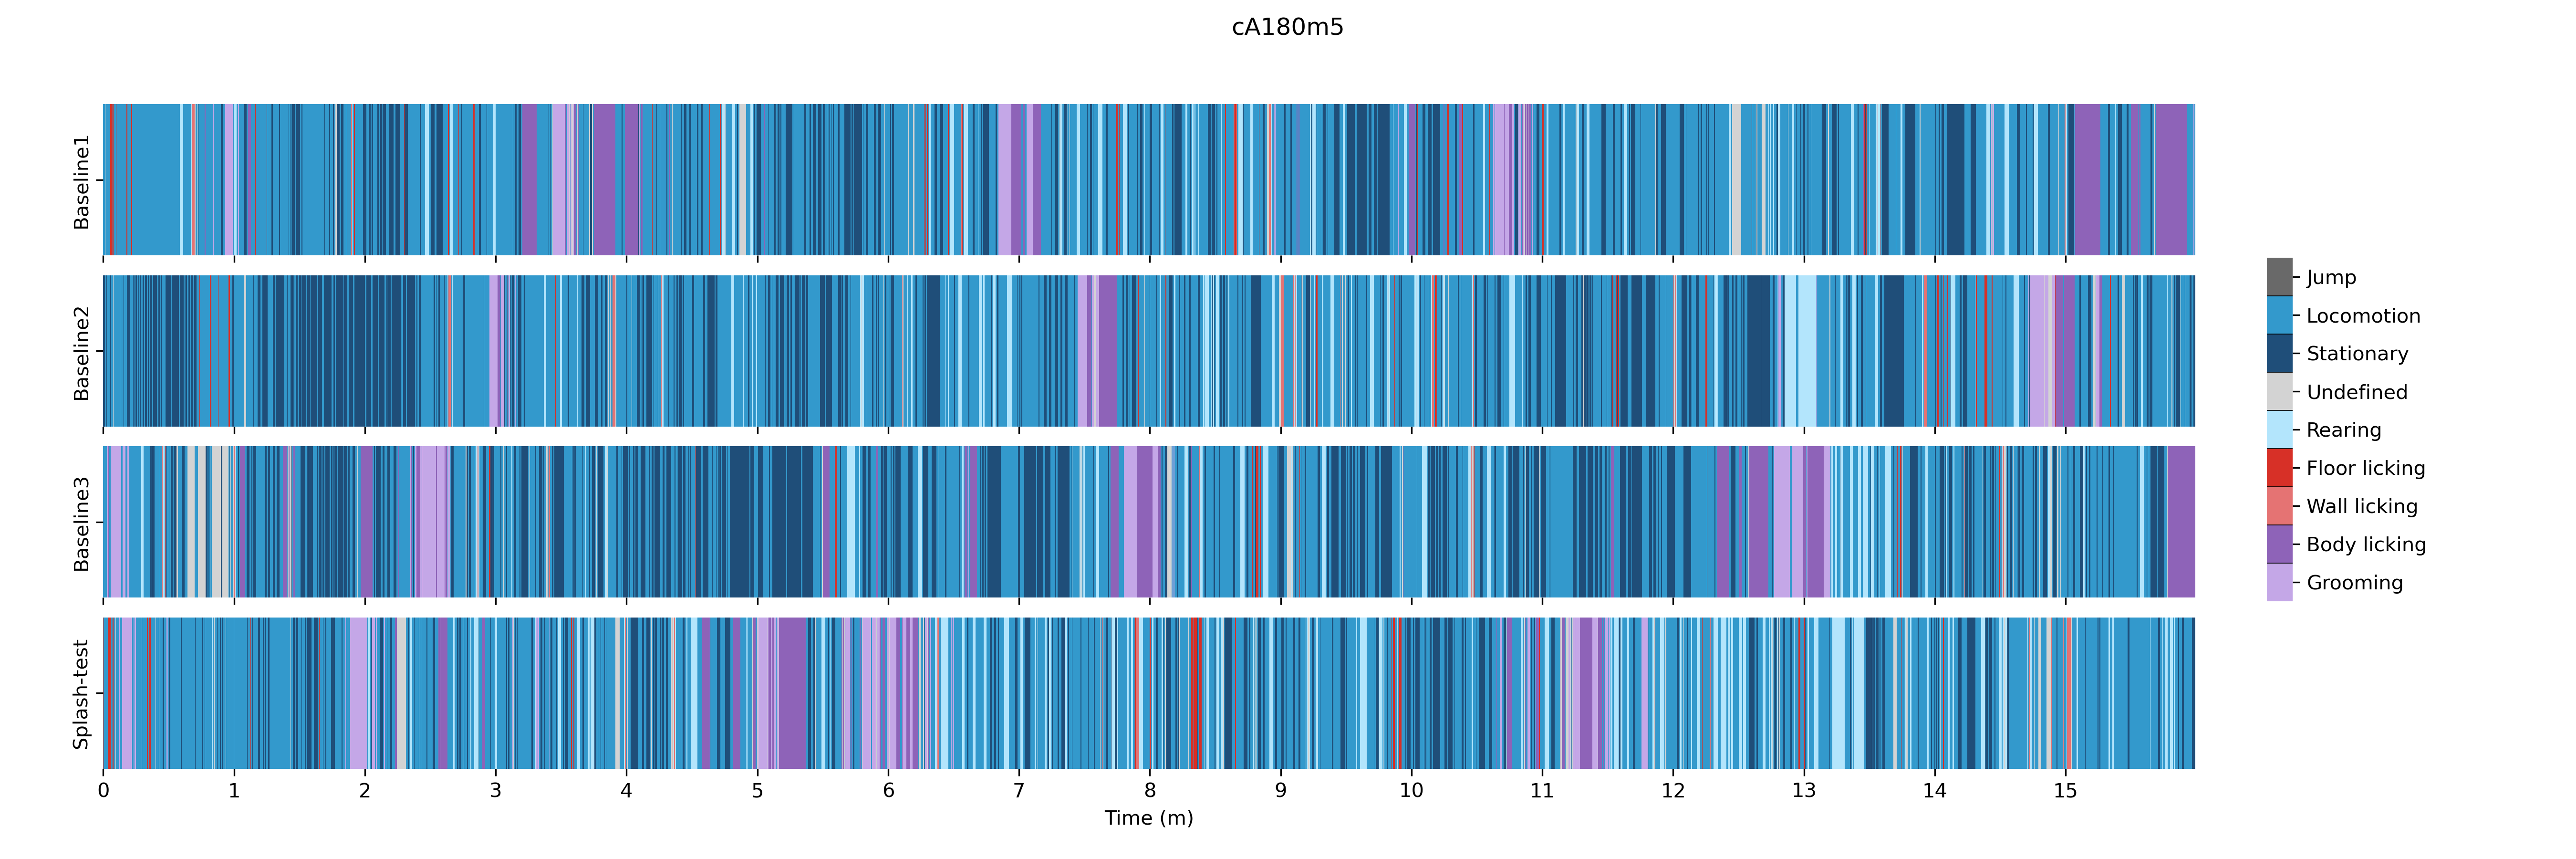 cA180m5
Baseline1
Baseline2
Baseline3
Splash-test
0 1 2 3 4 5 6 7 8 9 10 11 12 13 14 15
Time (m)
Jump
Locomotion
Stationary
Undefined
Rearing
Floor licking
Wall licking
Body licking
Grooming